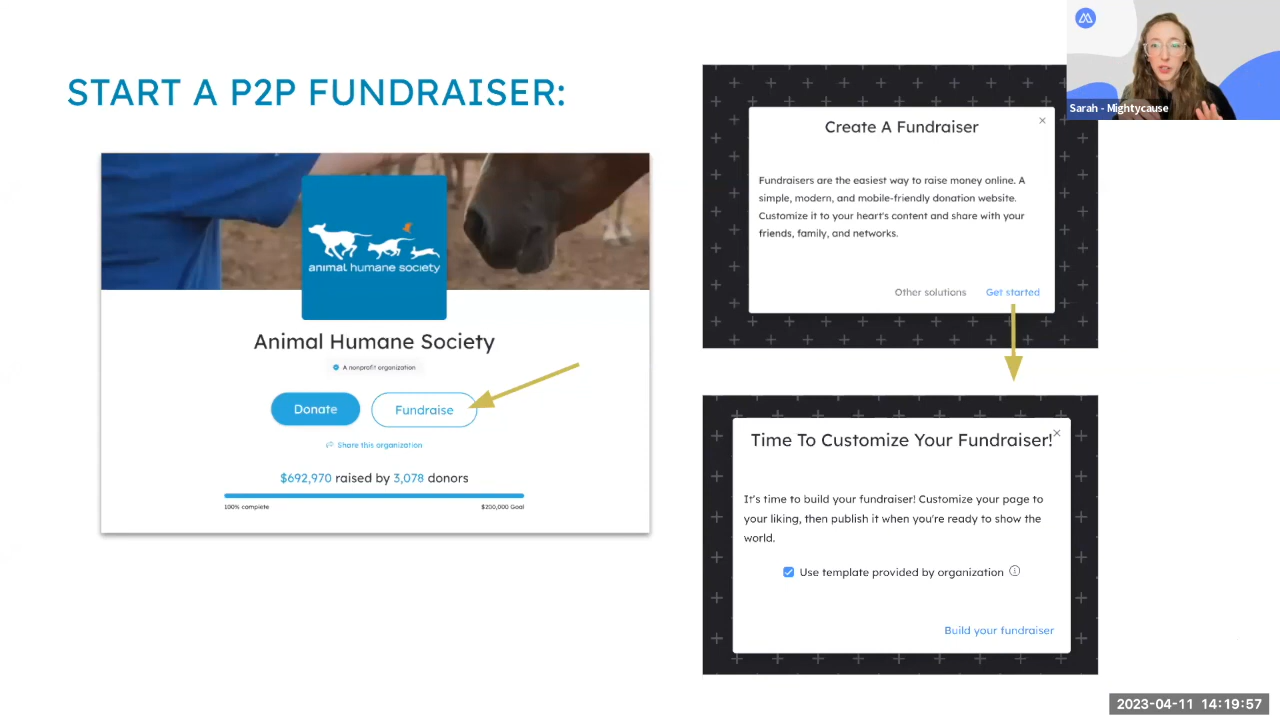 START A P2P FUNDRAISER:
animal humane society
Animal Humane Society
A nonprofit organization
Donate
Fundraise
Share this organization
$692,970 raised by 3,078 donors
100% complete
$200,000 Goal
Create A Fundraiser
Fundraisers are the easiest way to raise money online. A
simple, modern, and mobile-friendly donation website.
Customize it to your heart's content and share with your
friends, family, and networks.
Other solutions
Get started
Time To Customize Your Fundraiser!
It's time to build your fundraiser! Customize your page to
your liking, then publish it when you're ready to show the
world.
Use template provided by organization
Build your fundraiser
Sarah - Mightycause
2023-04-11 14:19:57